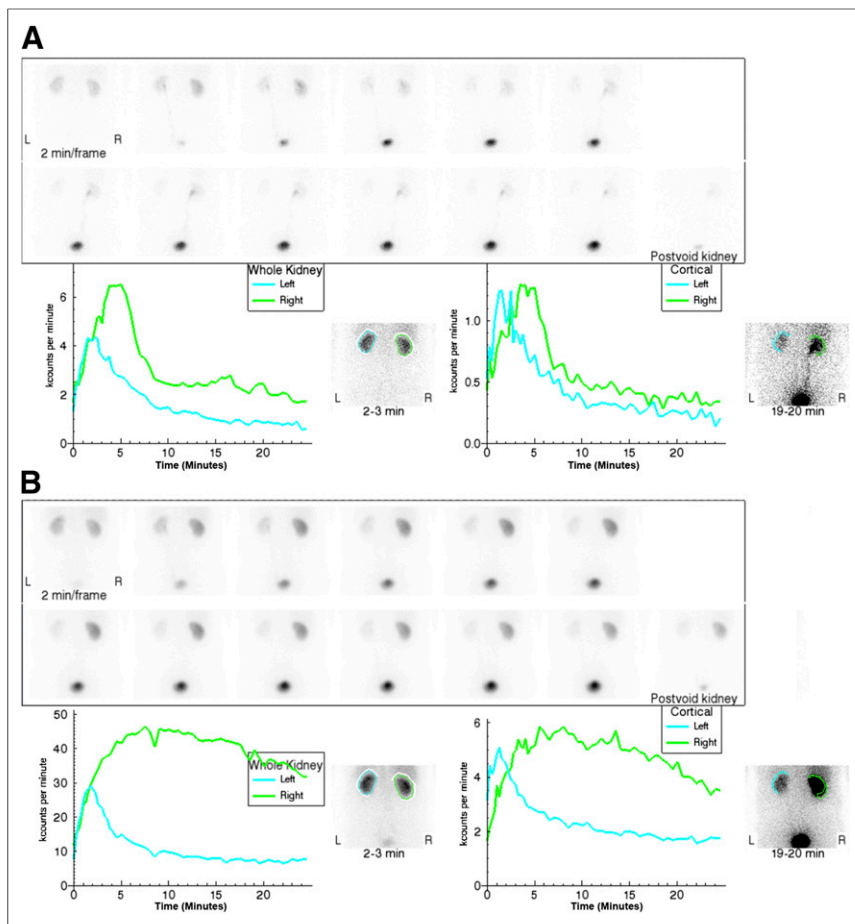 A
L
R
2 min/frame
Postvoid kidney
Whole Kidney
Left
Right
6
4
2
0
kcounts per minute
0
5
10
15
20
Time (Minutes)
L
R
2-3 min
Cortical
Left
Right
1.0
0.5
0
kcounts per minute
0
5
10
15
20
Time (Minutes)
L
R
19-20 min
B
L
R
2 min/frame
Postvoid kidney
50
40
30
20
10
0
kcounts per minute
Whole Kidney
Left
Right
0
5
10
15
20
Time (Minutes)
L
R
2-3 min
Cortical
Left
Right
6
4
2
0
kcounts per minute
0
5
10
15
20
Time (Minutes)
L
R
19-20 min